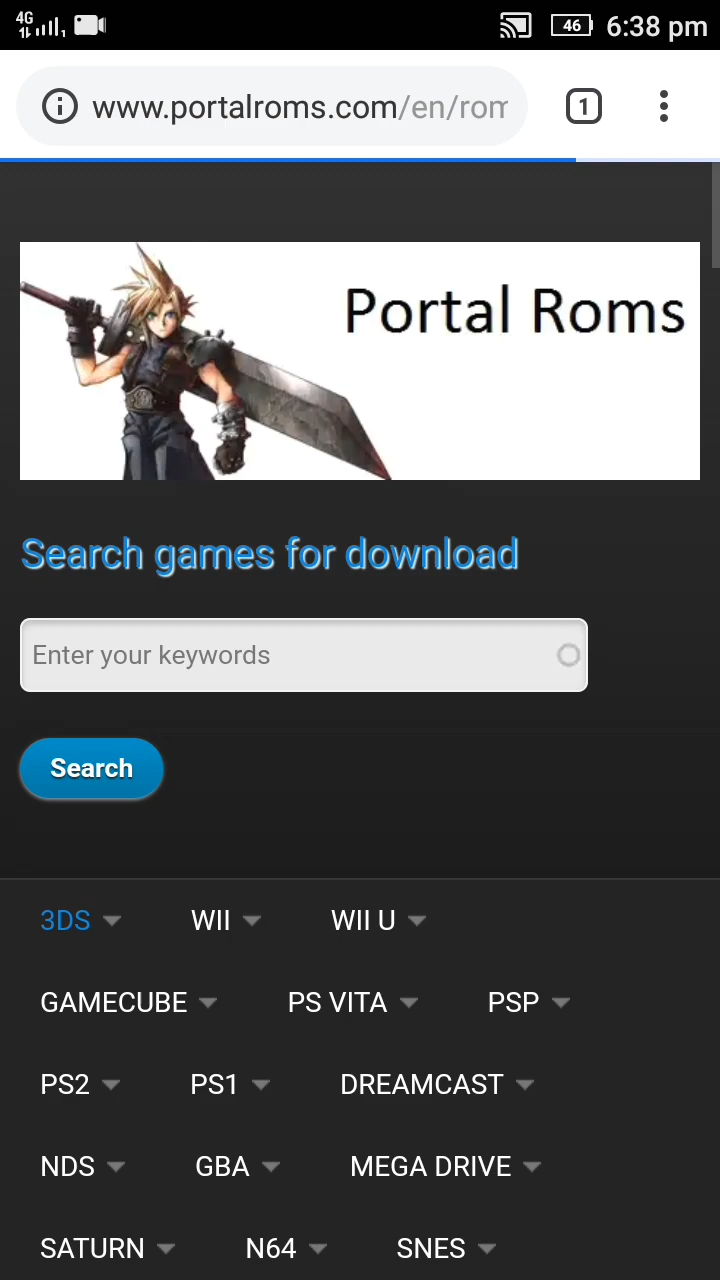 4G 46 6:38 pm
www.portalroms.com/en/rom 1
Portal Roms
Search games for download
Enter your keywords
Search
3DS WII WII U
GAMECUBE PS VITA PSP
PS2 PS1 DREAMCAST
NDS GBA MEGA DRIVE
SATURN N64 SNES